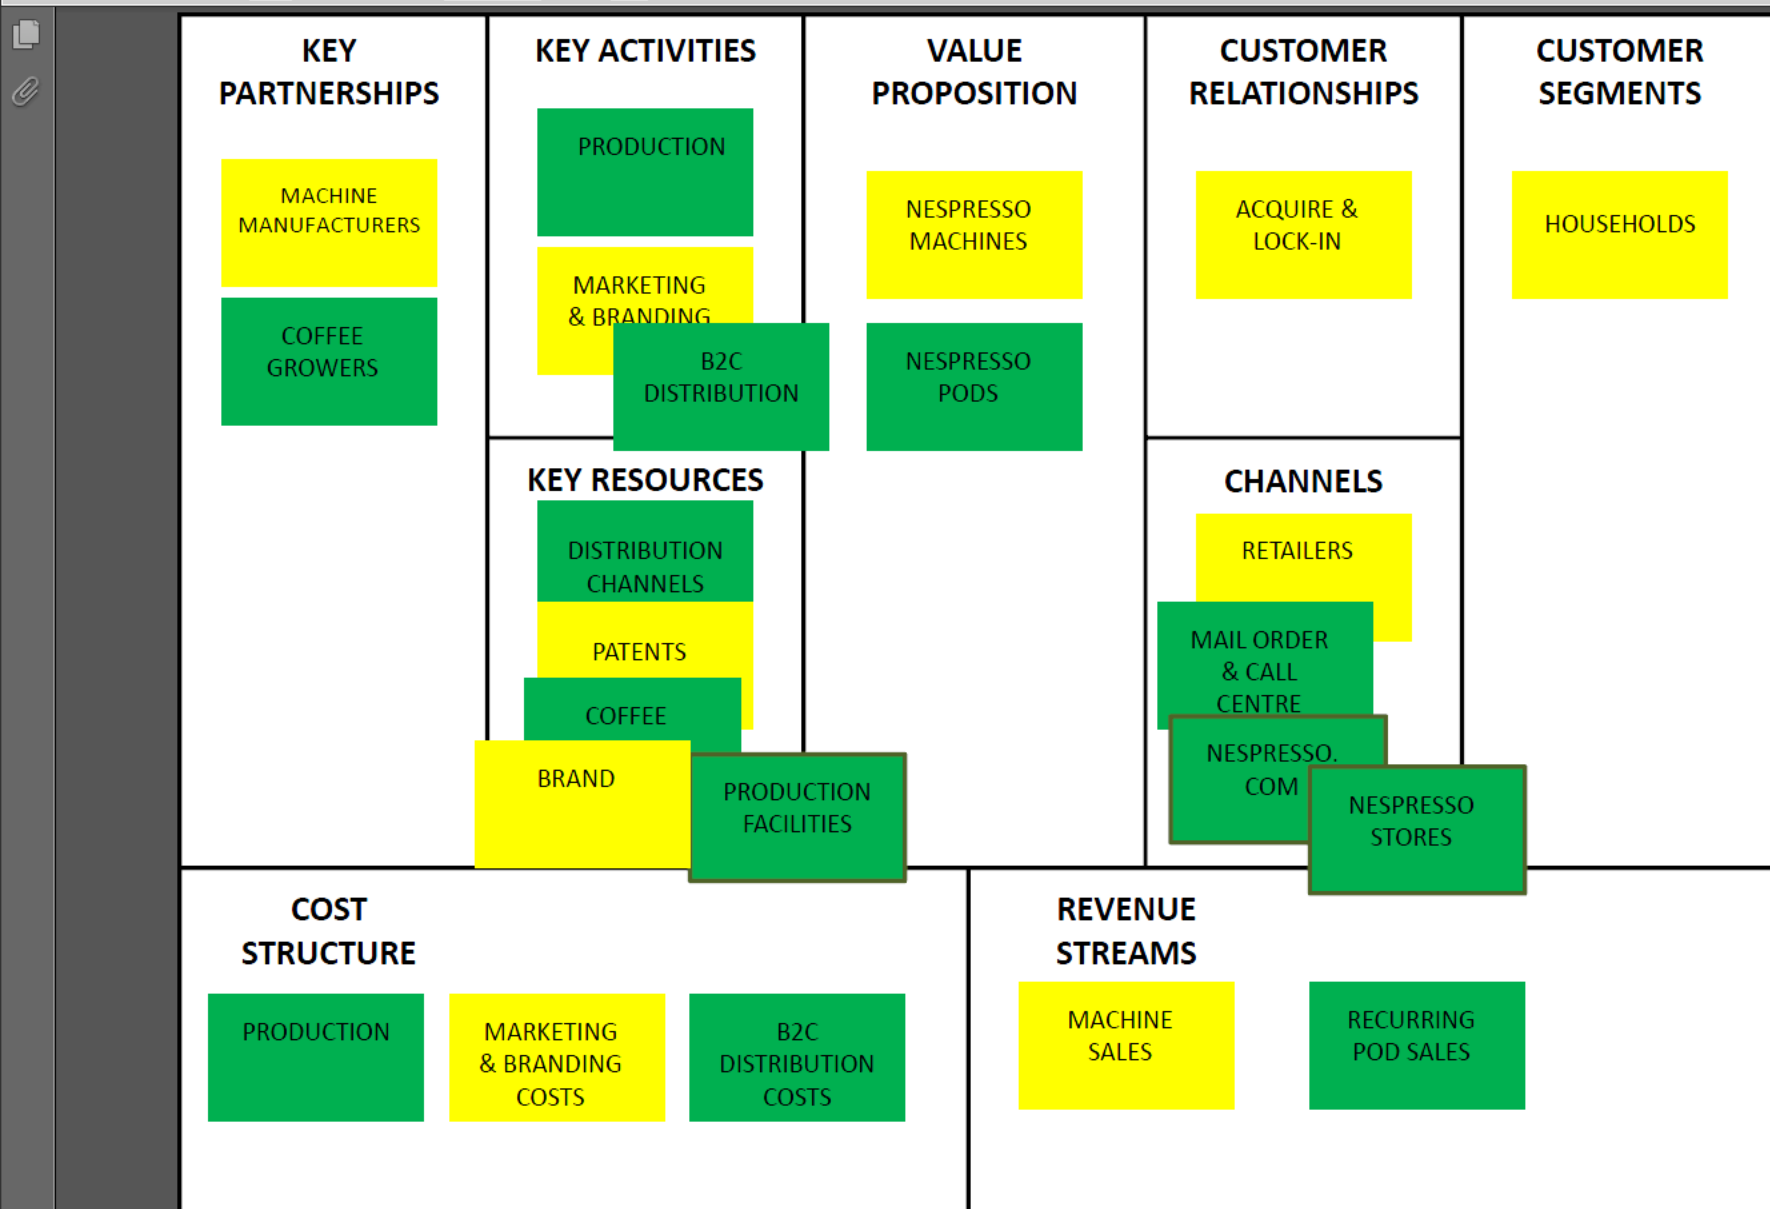 KEY
PARTNERSHIPS
MACHINE
MANUFACTURERS
COFFEE
GROWERS
KEY ACTIVITIES
PRODUCTION
MARKETING
& BRANDING
B2C
DISTRIBUTION
KEY RESOURCES
DISTRIBUTION
CHANNELS
PATENTS
COFFEE
BRAND
PRODUCTION
FACILITIES
VALUE
PROPOSITION
NESPRESSO
MACHINES
NESPRESSO
PODS
CUSTOMER
RELATIONSHIPS
ACQUIRE &
LOCK-IN
CHANNELS
RETAILERS
MAIL ORDER
& CALL
CENTRE
NESPRESSO.
COM
NESPRESSO
STORES
CUSTOMER
SEGMENTS
HOUSEHOLDS
COST
STRUCTURE
PRODUCTION
MARKETING
& BRANDING
COSTS
B2C
DISTRIBUTION
COSTS
REVENUE
STREAMS
MACHINE
SALES
RECURRING
POD SALES